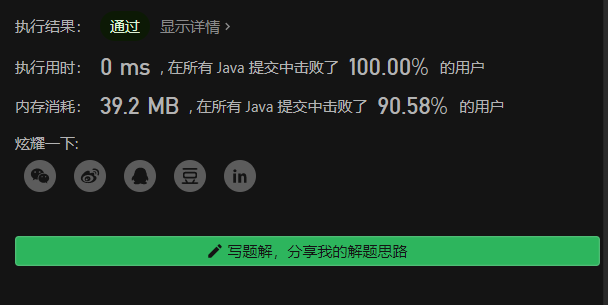 执行结果： 通过 显示详情 ›
执行用时： 0 ms , 在所有 Java 提交中击败了 100.00% 的用户
内存消耗： 39.2 MB , 在所有 Java 提交中击败了 90.58% 的用户
炫耀一下:
豆 in
写题解，分享我的解题思路